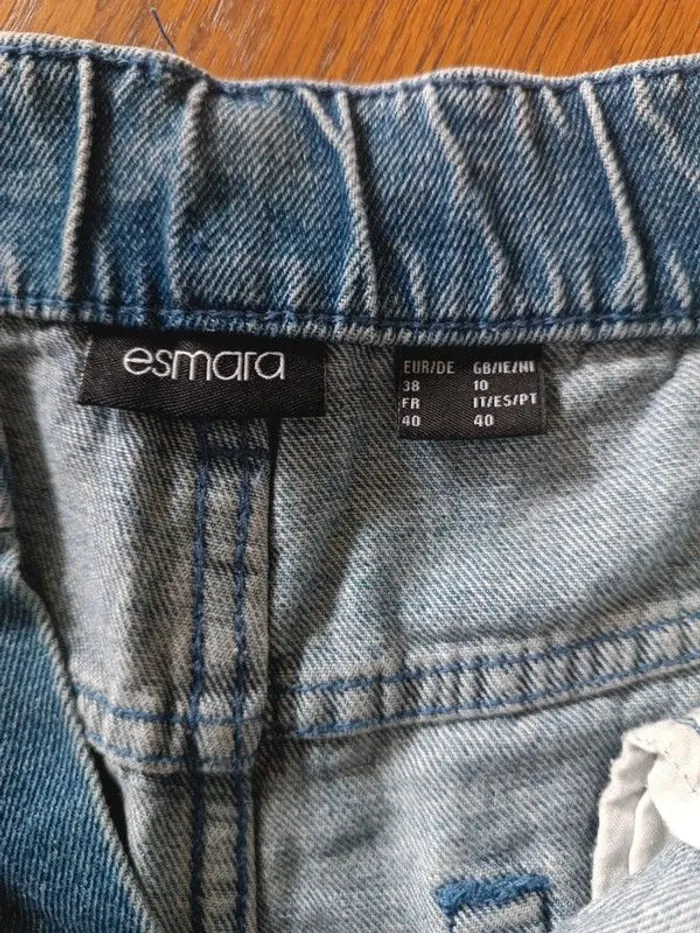 esmara
EUR/DE GB/IE/NI
38 10
FR IT/ES/PT
40 40